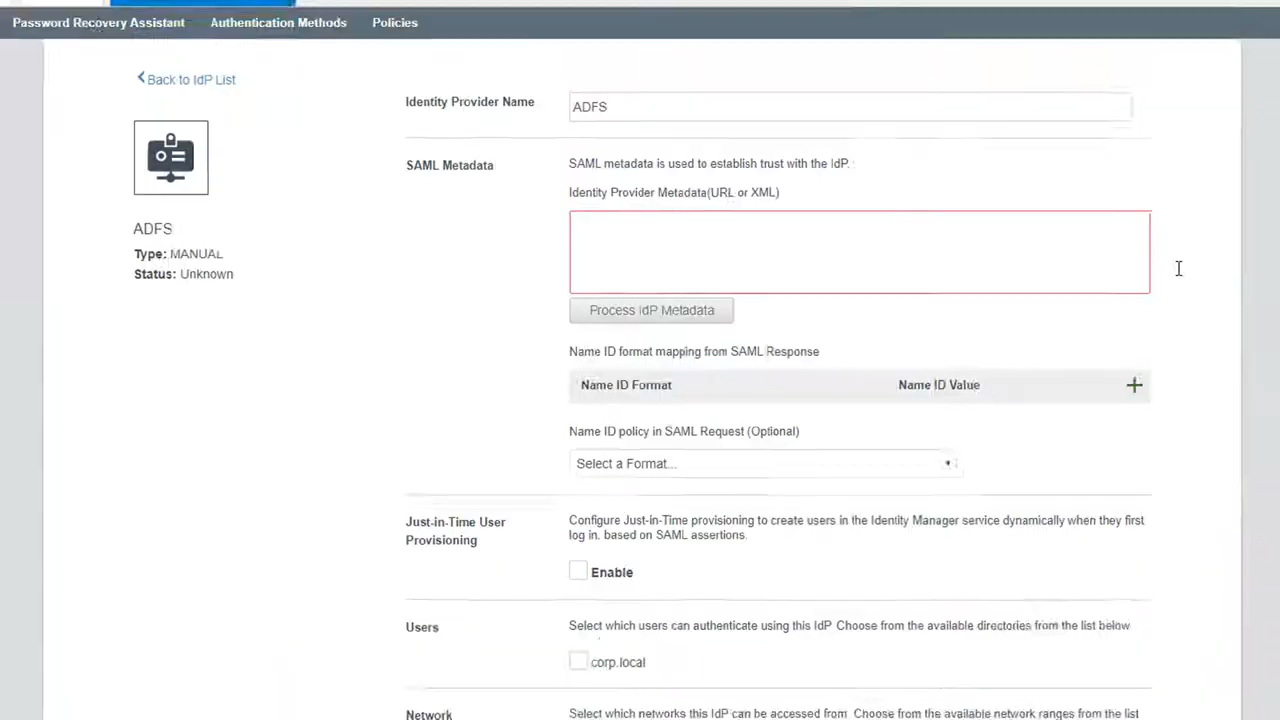 Password Recovery Assistant Authentication Methods Policies
Back to IdP List
Identity Provider Name
ADFS
ADFS
Type: MANUAL
Status: Unknown
SAML Metadata
SAML metadata is used to establish trust with the IdP.
Identity Provider Metadata(URL or XML)
Process IdP Metadata
Name ID format mapping from SAML Response
Name ID Format Name ID Value
Name ID policy in SAML Request (Optional)
Select a Format...
Just-in-Time User
Provisioning
Configure Just-in-Time provisioning to create users in the Identity Manager service dynamically when they first
log in, based on SAML assertions.
Enable
Users
Select which users can authenticate using this IdP. Choose from the available directories from the list below
corp.local
Network
Select which networks this IdP can be accessed from. Choose from the available network ranges from the list